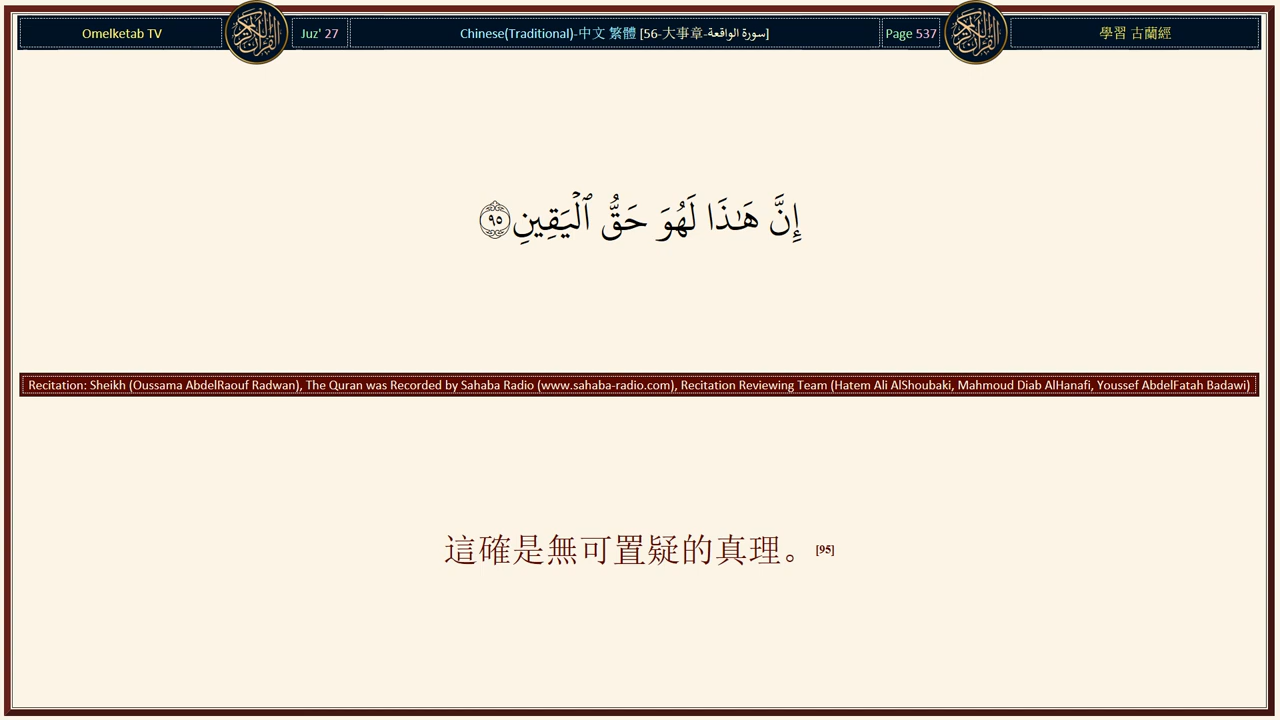 Omelketab TV
Juz' 27
Chinese(Traditional)-中文 繁體 [56-大事章-سورة الواقعة]
Page 537
學習 古蘭經
إِنَّ هَـٰذَا لَهُوَ حَقُّ ٱلۡيَقِينِ ٩٥
Recitation: Sheikh (Oussama AbdelRaouf Radwan), The Quran was Recorded by Sahaba Radio (www.sahaba-radio.com), Recitation Reviewing Team (Hatem Ali AlShoubaki, Mahmoud Diab AlHanafi, Youssef AbdelFatah Badawi)
這確是無可置疑的真理。 [95]